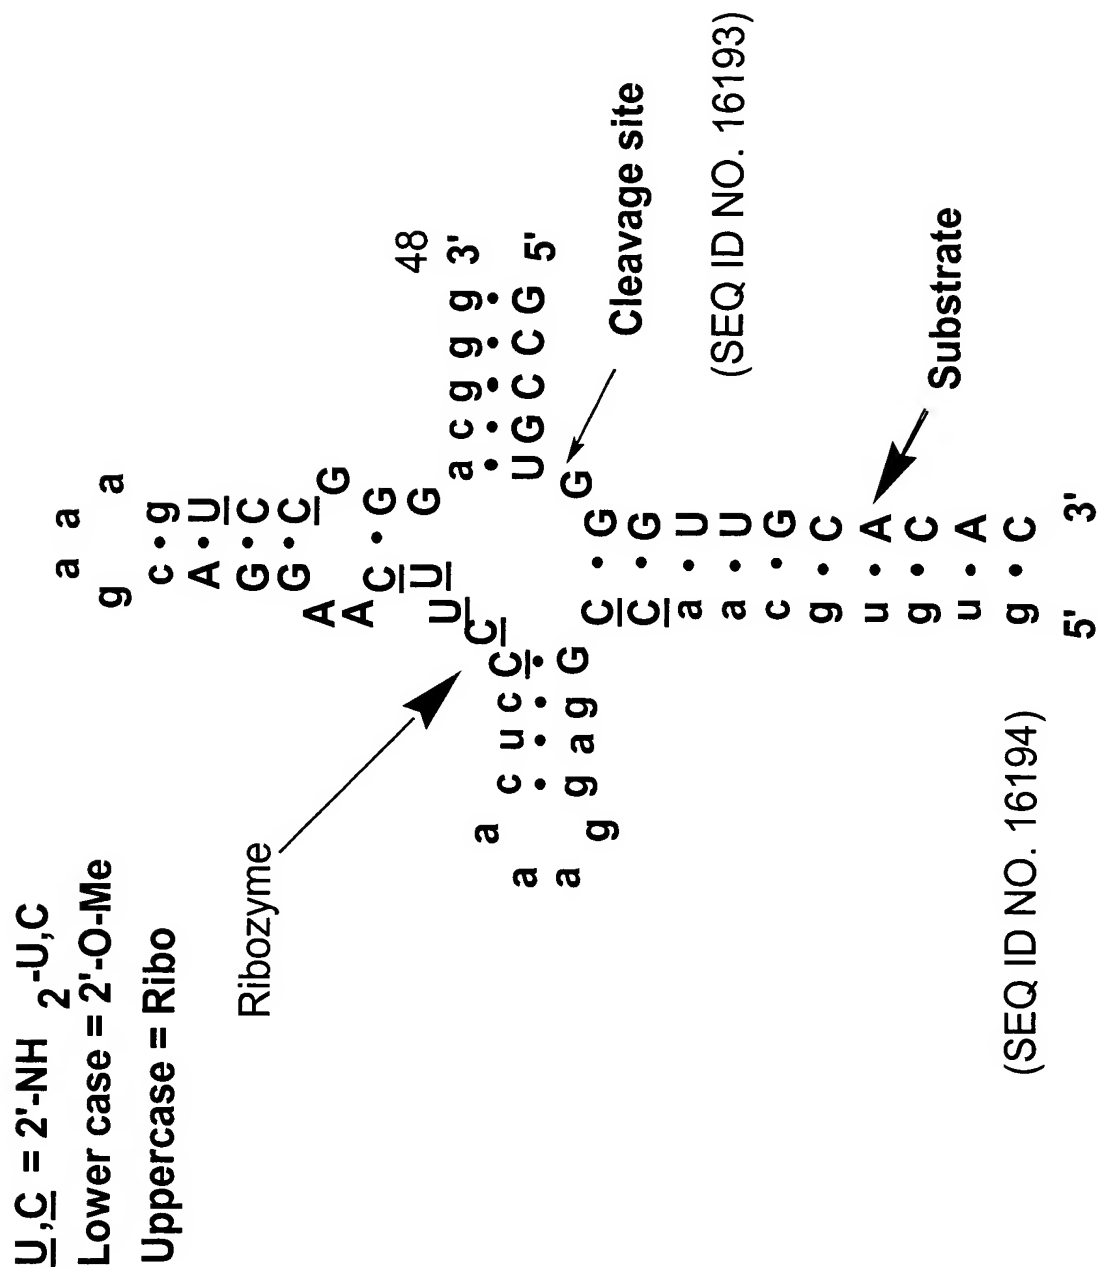 U,C = 2'-NH2-U,C
Lower case = 2'-O-Me
Uppercase = Ribo
Ribozyme
a a
g a
c • g
A • U
G • C
G • C
A G
A C • G
U U G
C
48
a c g g g 3'
• • • • •
U G C C G 5'
a c u c C
a • • • •
a g a g G
g
G
Cleavage site
(SEQ ID NO. 16193)
C • G
C • G
a • U
a • U
c • G
g • C
u • A
g • C
u • A
g • C
5' 3'
Substrate
(SEQ ID NO. 16194)